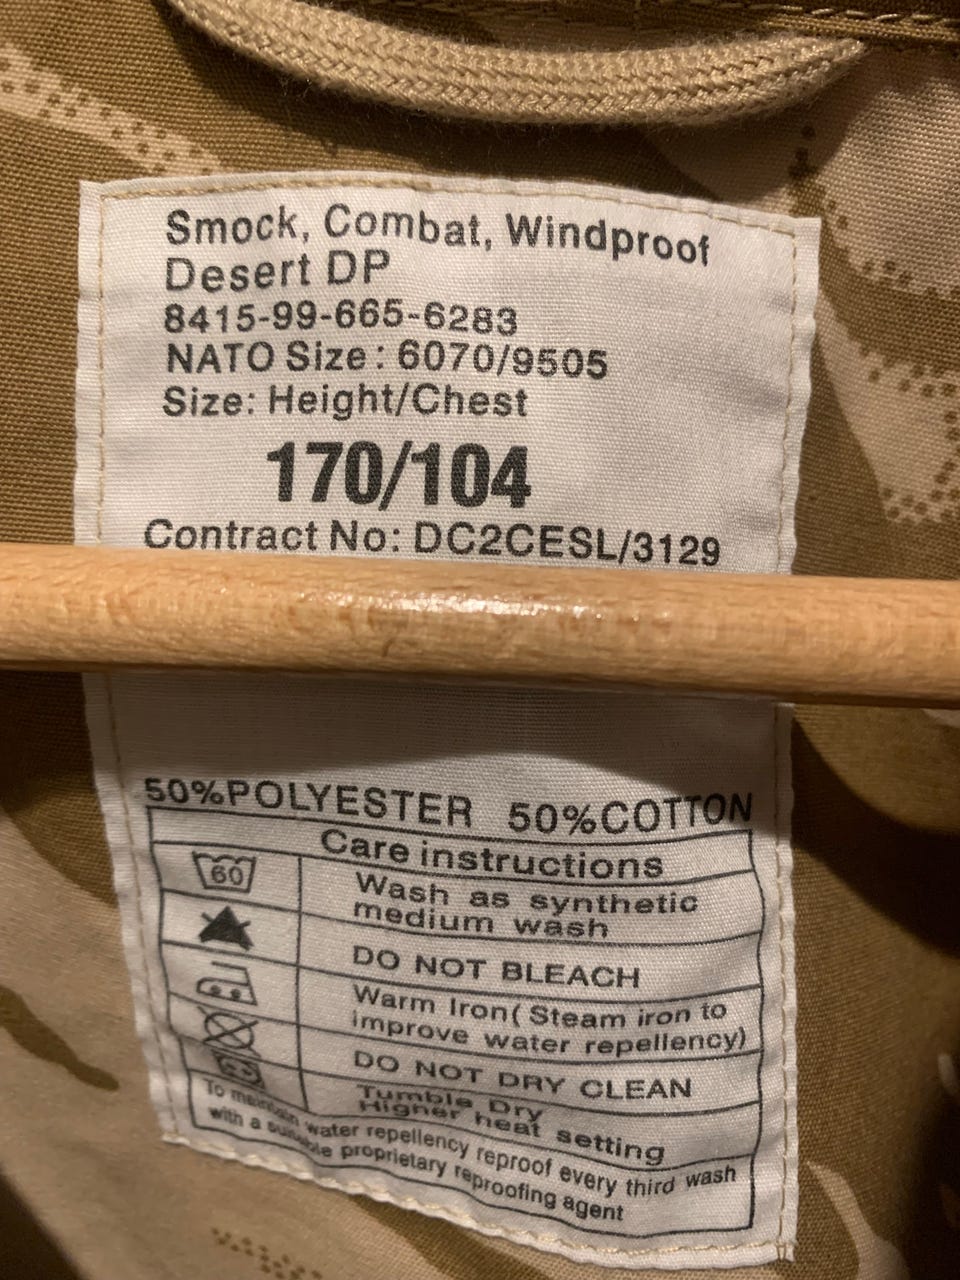 Smock, Combat, Windproof
Desert DP
8415-99-665-6283
NATO Size : 6070/9505
Size: Height/Chest
170/104
Contract No: DC2CESL/3129
50%POLYESTER 50%COTTON
Care instructions
60
Wash as synthetic
medium wash
DO NOT BLEACH
Warm Iron( Steam iron to
improve water repellency)
DO NOT DRY CLEAN
Tumble Dry
Higher heat setting
To maintain water repellency reproof every third wash
with a suitable proprietary reproofing agent